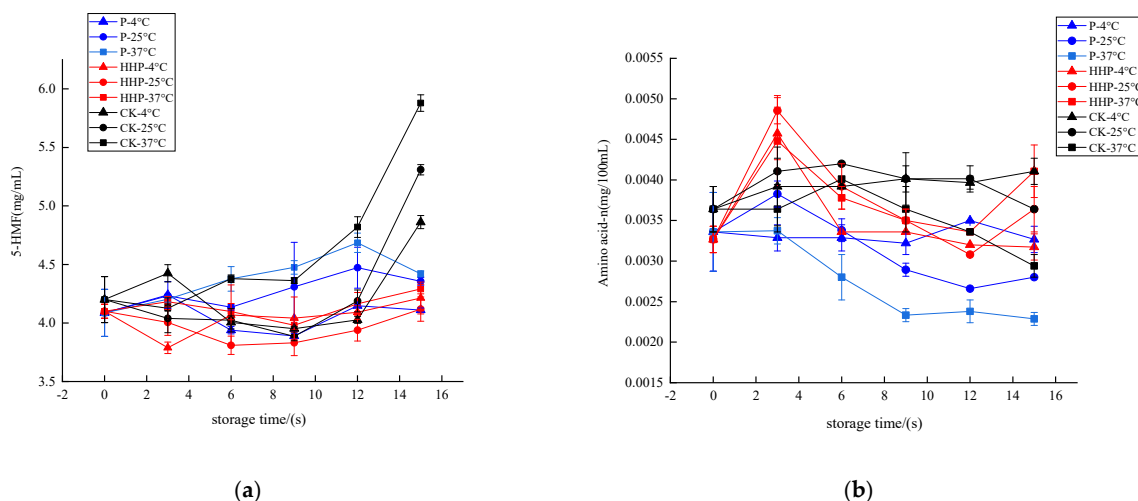 P-4°C
P-25°C
P-37°C
HHP-4°C
HHP-25°C
HHP-37°C
CK-4°C
CK-25°C
CK-37°C
5-HMF(mg/mL)
6.0
5.5
5.0
4.5
4.0
3.5
-2 0 2 4 6 8 10 12 14 16
storage time/(s)
(a)
P-4°C
P-25°C
P-37°C
HHP-4°C
HHP-25°C
HHP-37°C
CK-4°C
CK-25°C
CK-37°C
Amino acid-n(mg/100mL)
0.0055
0.0050
0.0045
0.0040
0.0035
0.0030
0.0025
0.0020
0.0015
-2 0 2 4 6 8 10 12 14 16
storage time/(s)
(b)